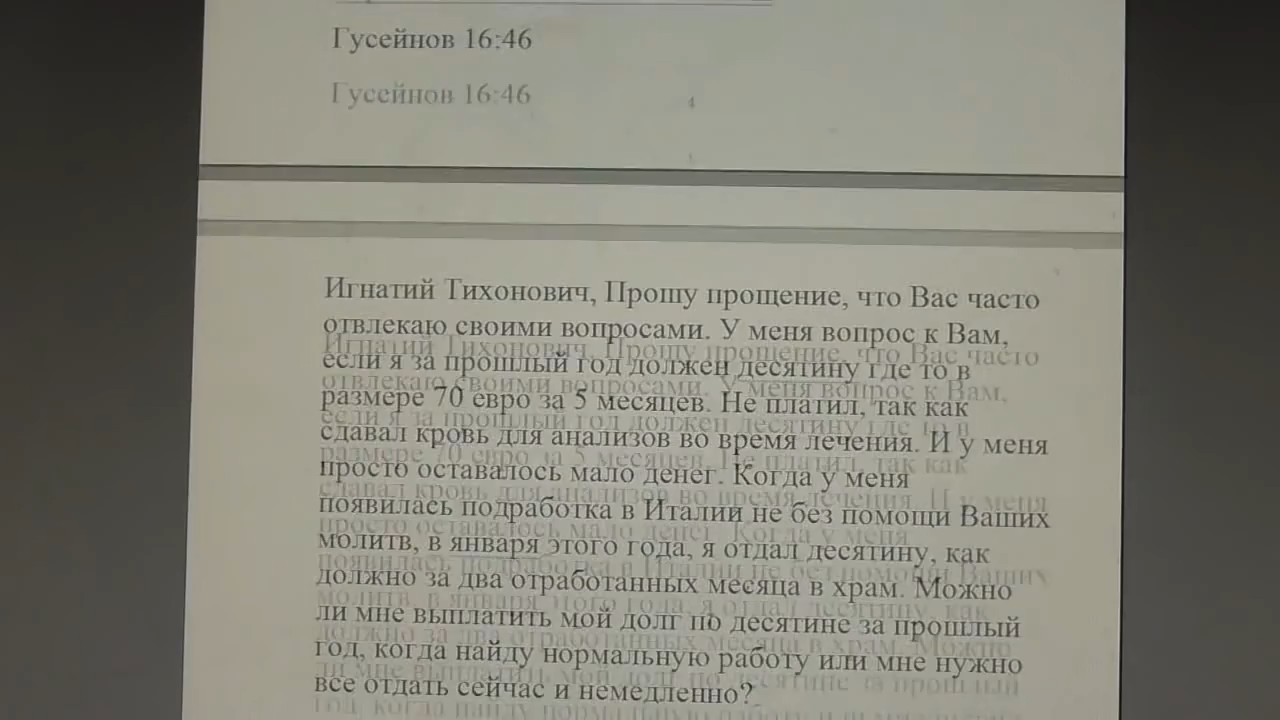 Гусейнов 16:46
Гусейнов 16:46
4
Игнатий Тихонович, Прошу прощение, что Вас часто
отвлекаю своими вопросами. У меня вопрос к Вам,
если я за прошлый год должен десятину где то в
размере 70 евро за 5 месяцев. Не платил, так как
сдавал кровь для анализов во время лечения. И у меня
просто оставалось мало денег. Когда у меня
появилась подработка в Италии не без помощи Ваших
молитв, в января этого года, я отдал десятину, как
должно за два отработанных месяца в храм. Можно
ли мне выплатить мой долг по десятине за прошлый
год, когда найду нормальную работу или мне нужно
все отдать сейчас и немедленно?